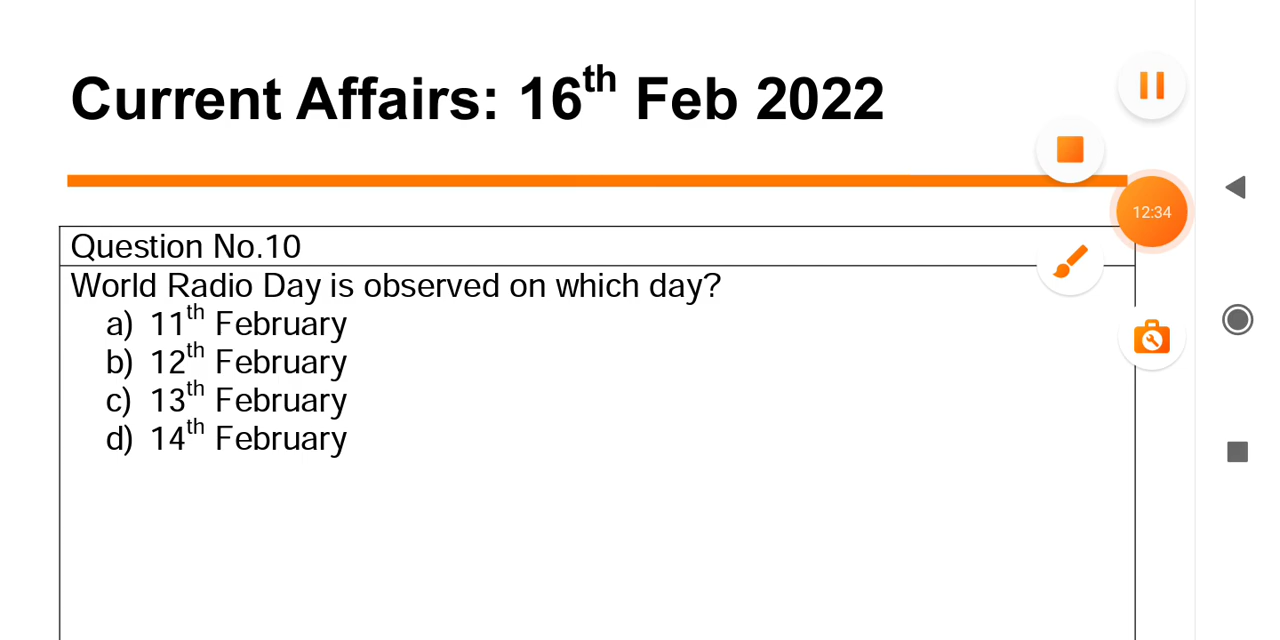 Current Affairs: 16th Feb 2022
12:34
Question No.10
World Radio Day is observed on which day?
a) 11th February
b) 12th February
c) 13th February
d) 14th February